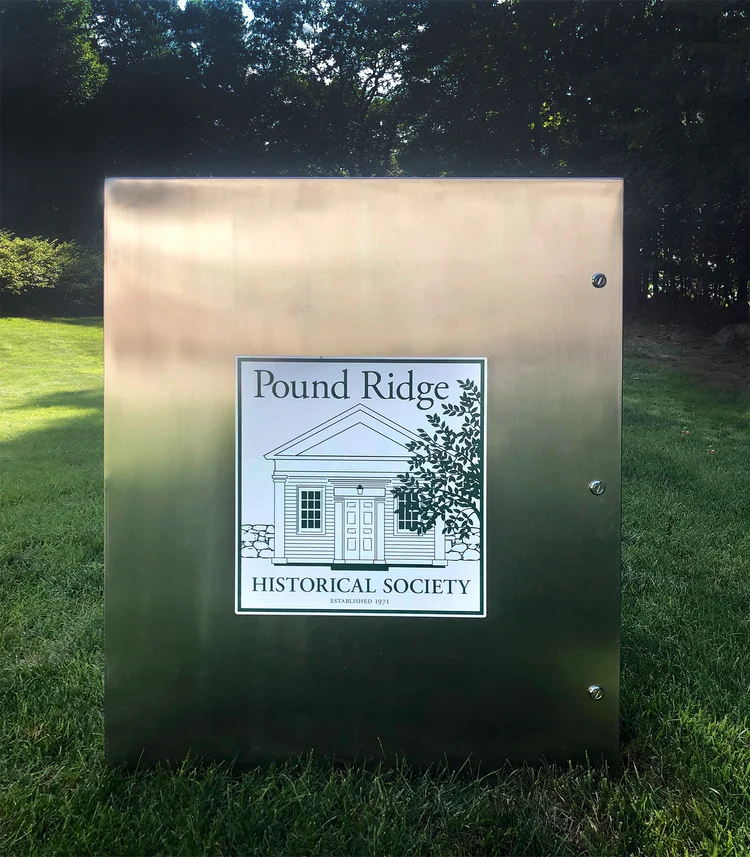 Pound Ridge
HISTORICAL SOCIETY
ESTABLISHED 1971